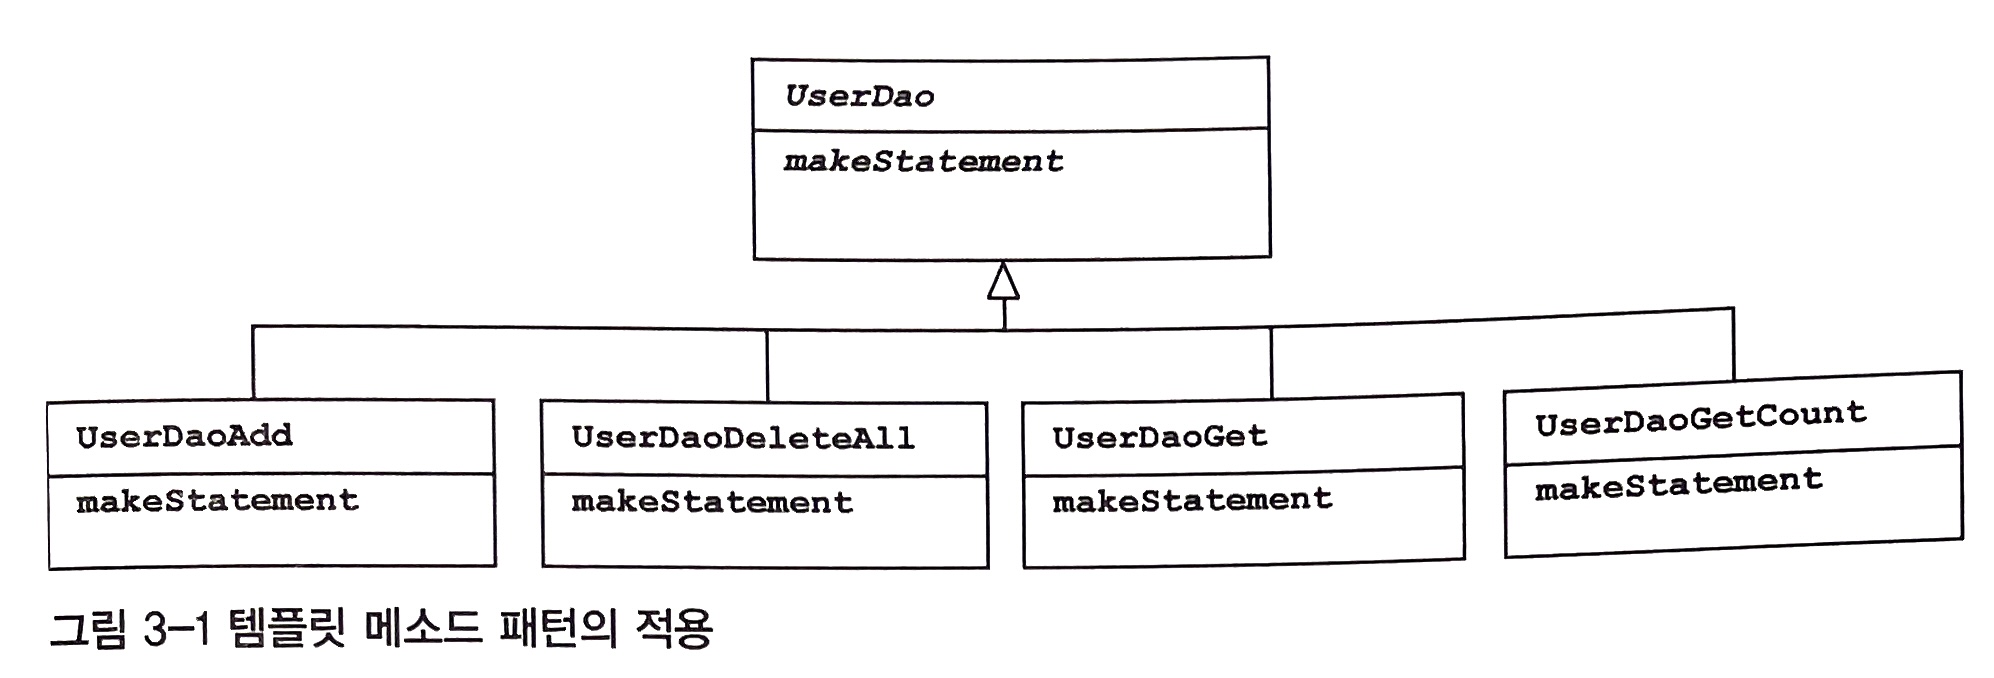 UserDao
makeStatement
UserDaoAdd
makeStatement
UserDaoDeleteAll
makeStatement
UserDaoGet
makeStatement
UserDaoGetCount
makeStatement
그림 3-1 템플릿 메소드 패턴의 적용